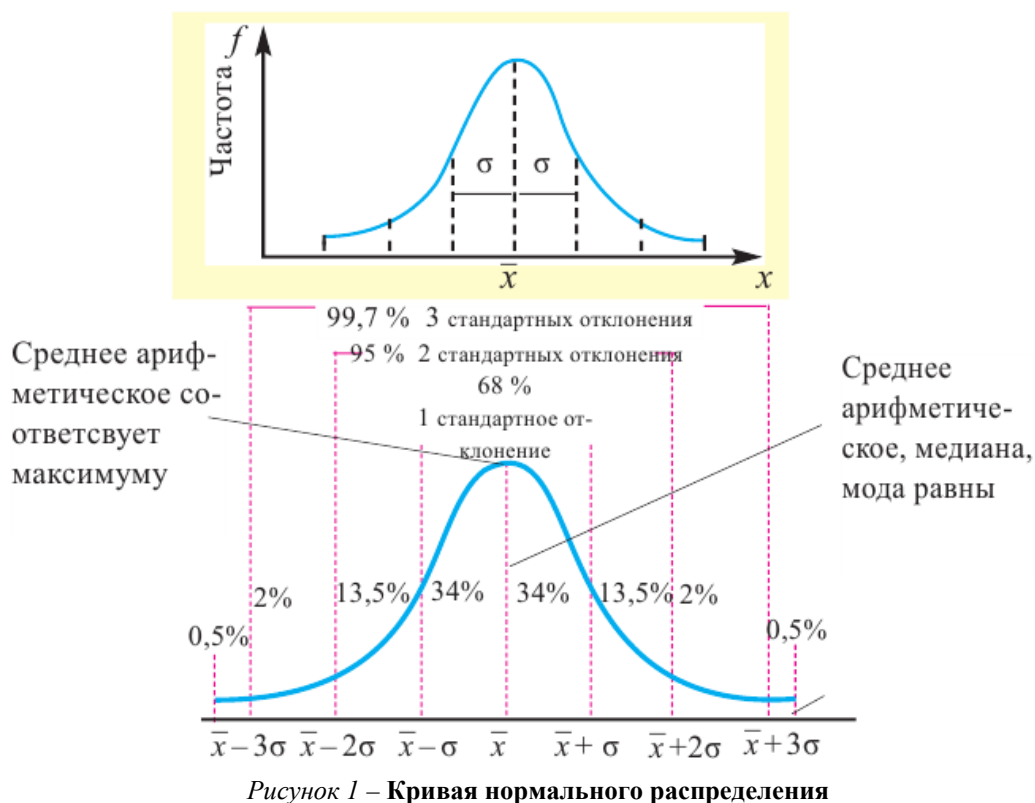 f
Частота
σ σ
x̄
x
99,7 % 3 стандартных отклонения
95 % 2 стандартных отклонения
68 %
1 стандартное от-
клонение
Среднее ариф-
метическое со-
ответсвует
максимуму
Среднее
арифметиче-
ское, медиана,
мода равны
0,5% 2% 13,5% 34% 34% 13,5% 2% 0,5%
x̄ – 3σ x̄ – 2σ x̄ – σ x̄ x̄ + σ x̄ +2σ x̄ +3σ
Рисунок 1 – Кривая нормального распределения